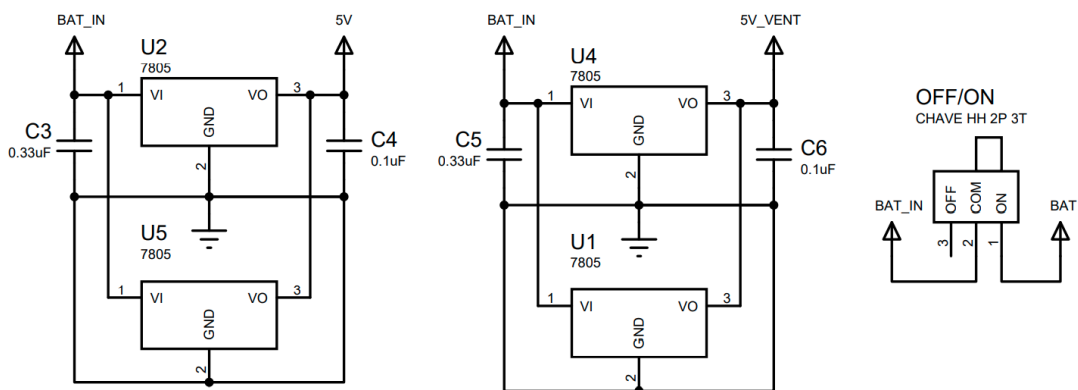 BAT_IN
5V
U2
7805
1
VI
VO
3
GND
2
C3
0.33uF
C4
0.1uF
U5
7805
1
VI
VO
3
GND
2
BAT_IN
5V_VENT
U4
7805
1
VI
VO
3
GND
2
C5
0.33uF
C6
0.1uF
U1
7805
1
VI
VO
3
GND
2
OFF/ON
CHAVE HH 2P 3T
BAT_IN
OFF
COM
ON
BAT
3
2
1